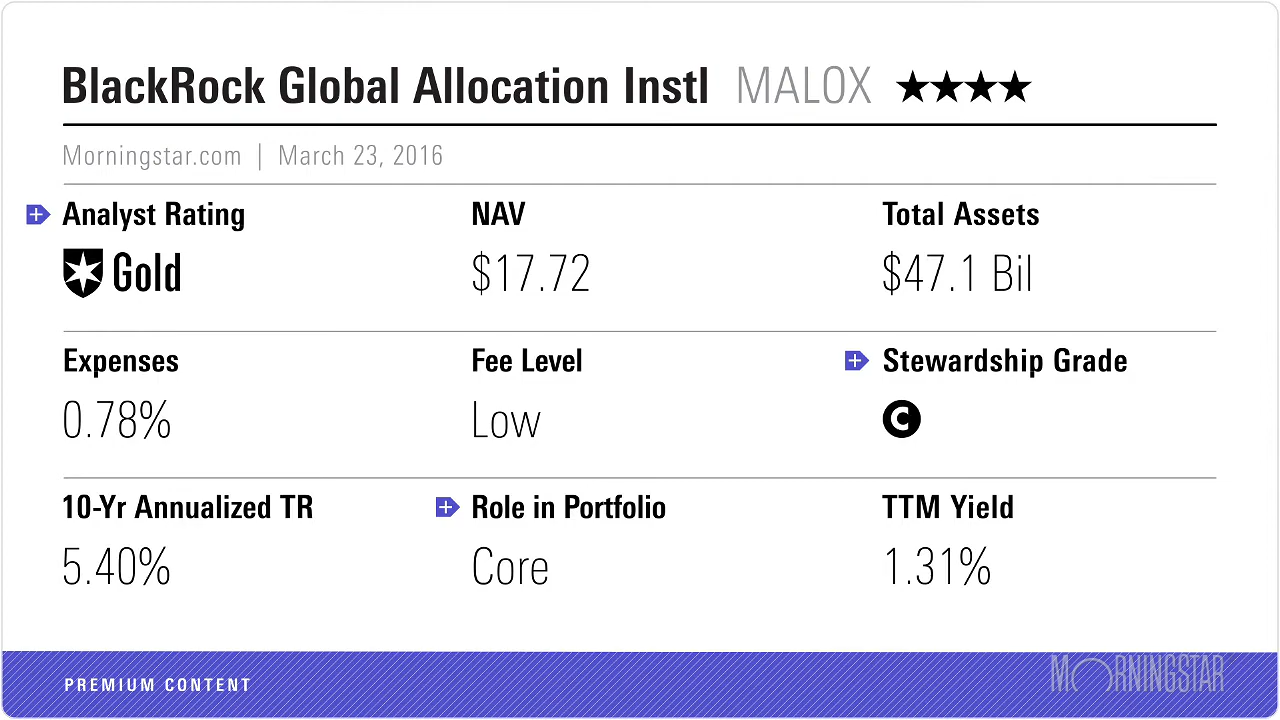 BlackRock Global Allocation Instl MALOX ★★★★
Morningstar.com | March 23, 2016
Analyst Rating NAV Total Assets
Gold $17.72 $47.1 Bil
Expenses Fee Level Stewardship Grade
0.78% Low C
10-Yr Annualized TR Role in Portfolio TTM Yield
5.40% Core 1.31%
PREMIUM CONTENT MORNINGSTAR